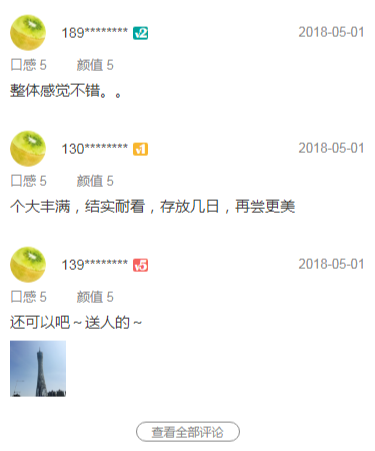 189******** v2 2018-05-01
口感 5 颜值 5
整体感觉不错。。
130******** v1 2018-05-01
口感 5 颜值 5
个大丰满，结实耐看，存放几日，再尝更美
139******** v5 2018-05-01
口感 5 颜值 5
还可以吧～送人的～
查看全部评论